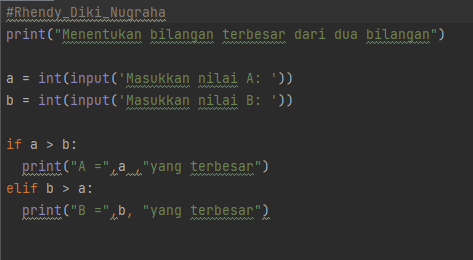 #Rhendy_Diki_Nugraha
print("Menentukan bilangan terbesar dari dua bilangan")
a = int(input('Masukkan nilai A: '))
b = int(input('Masukkan nilai B: '))
if a > b:
  print("A =",a ,"yang terbesar")
elif b > a:
  print("B =",b, "yang terbesar")